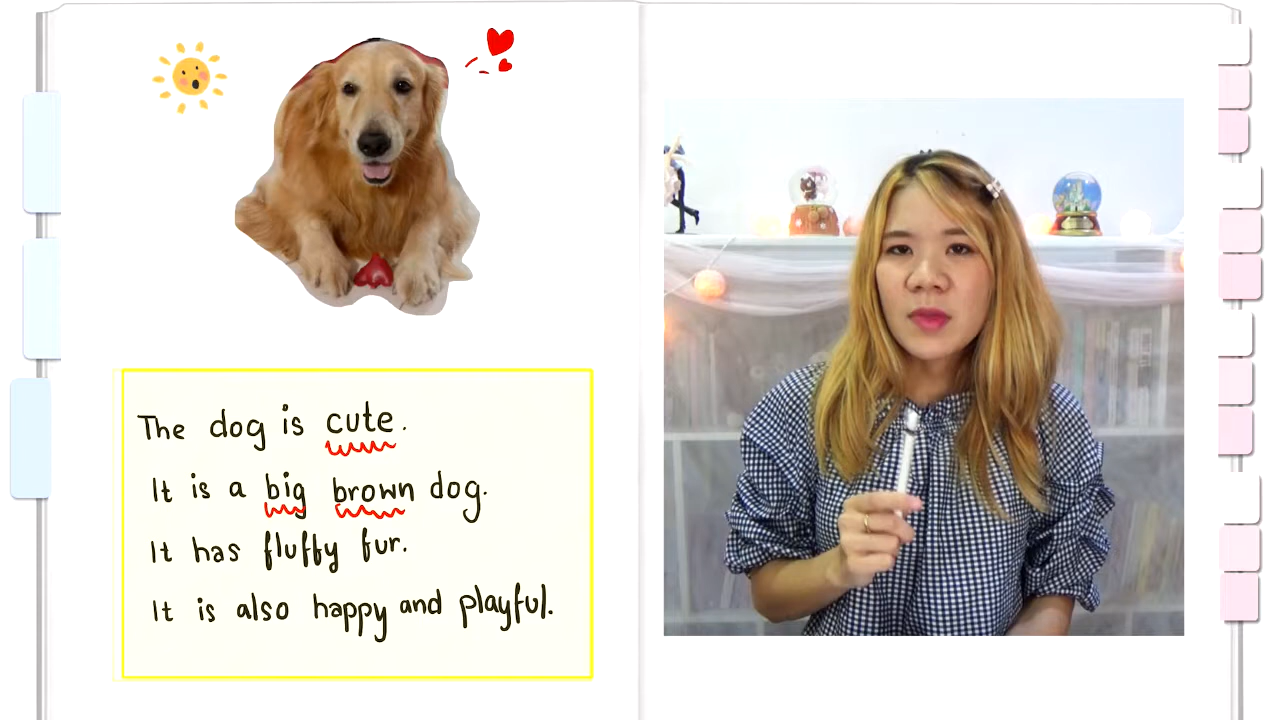 The dog is cute.
It is a big brown dog.
It has fluffy fur.
It is also happy and playful.